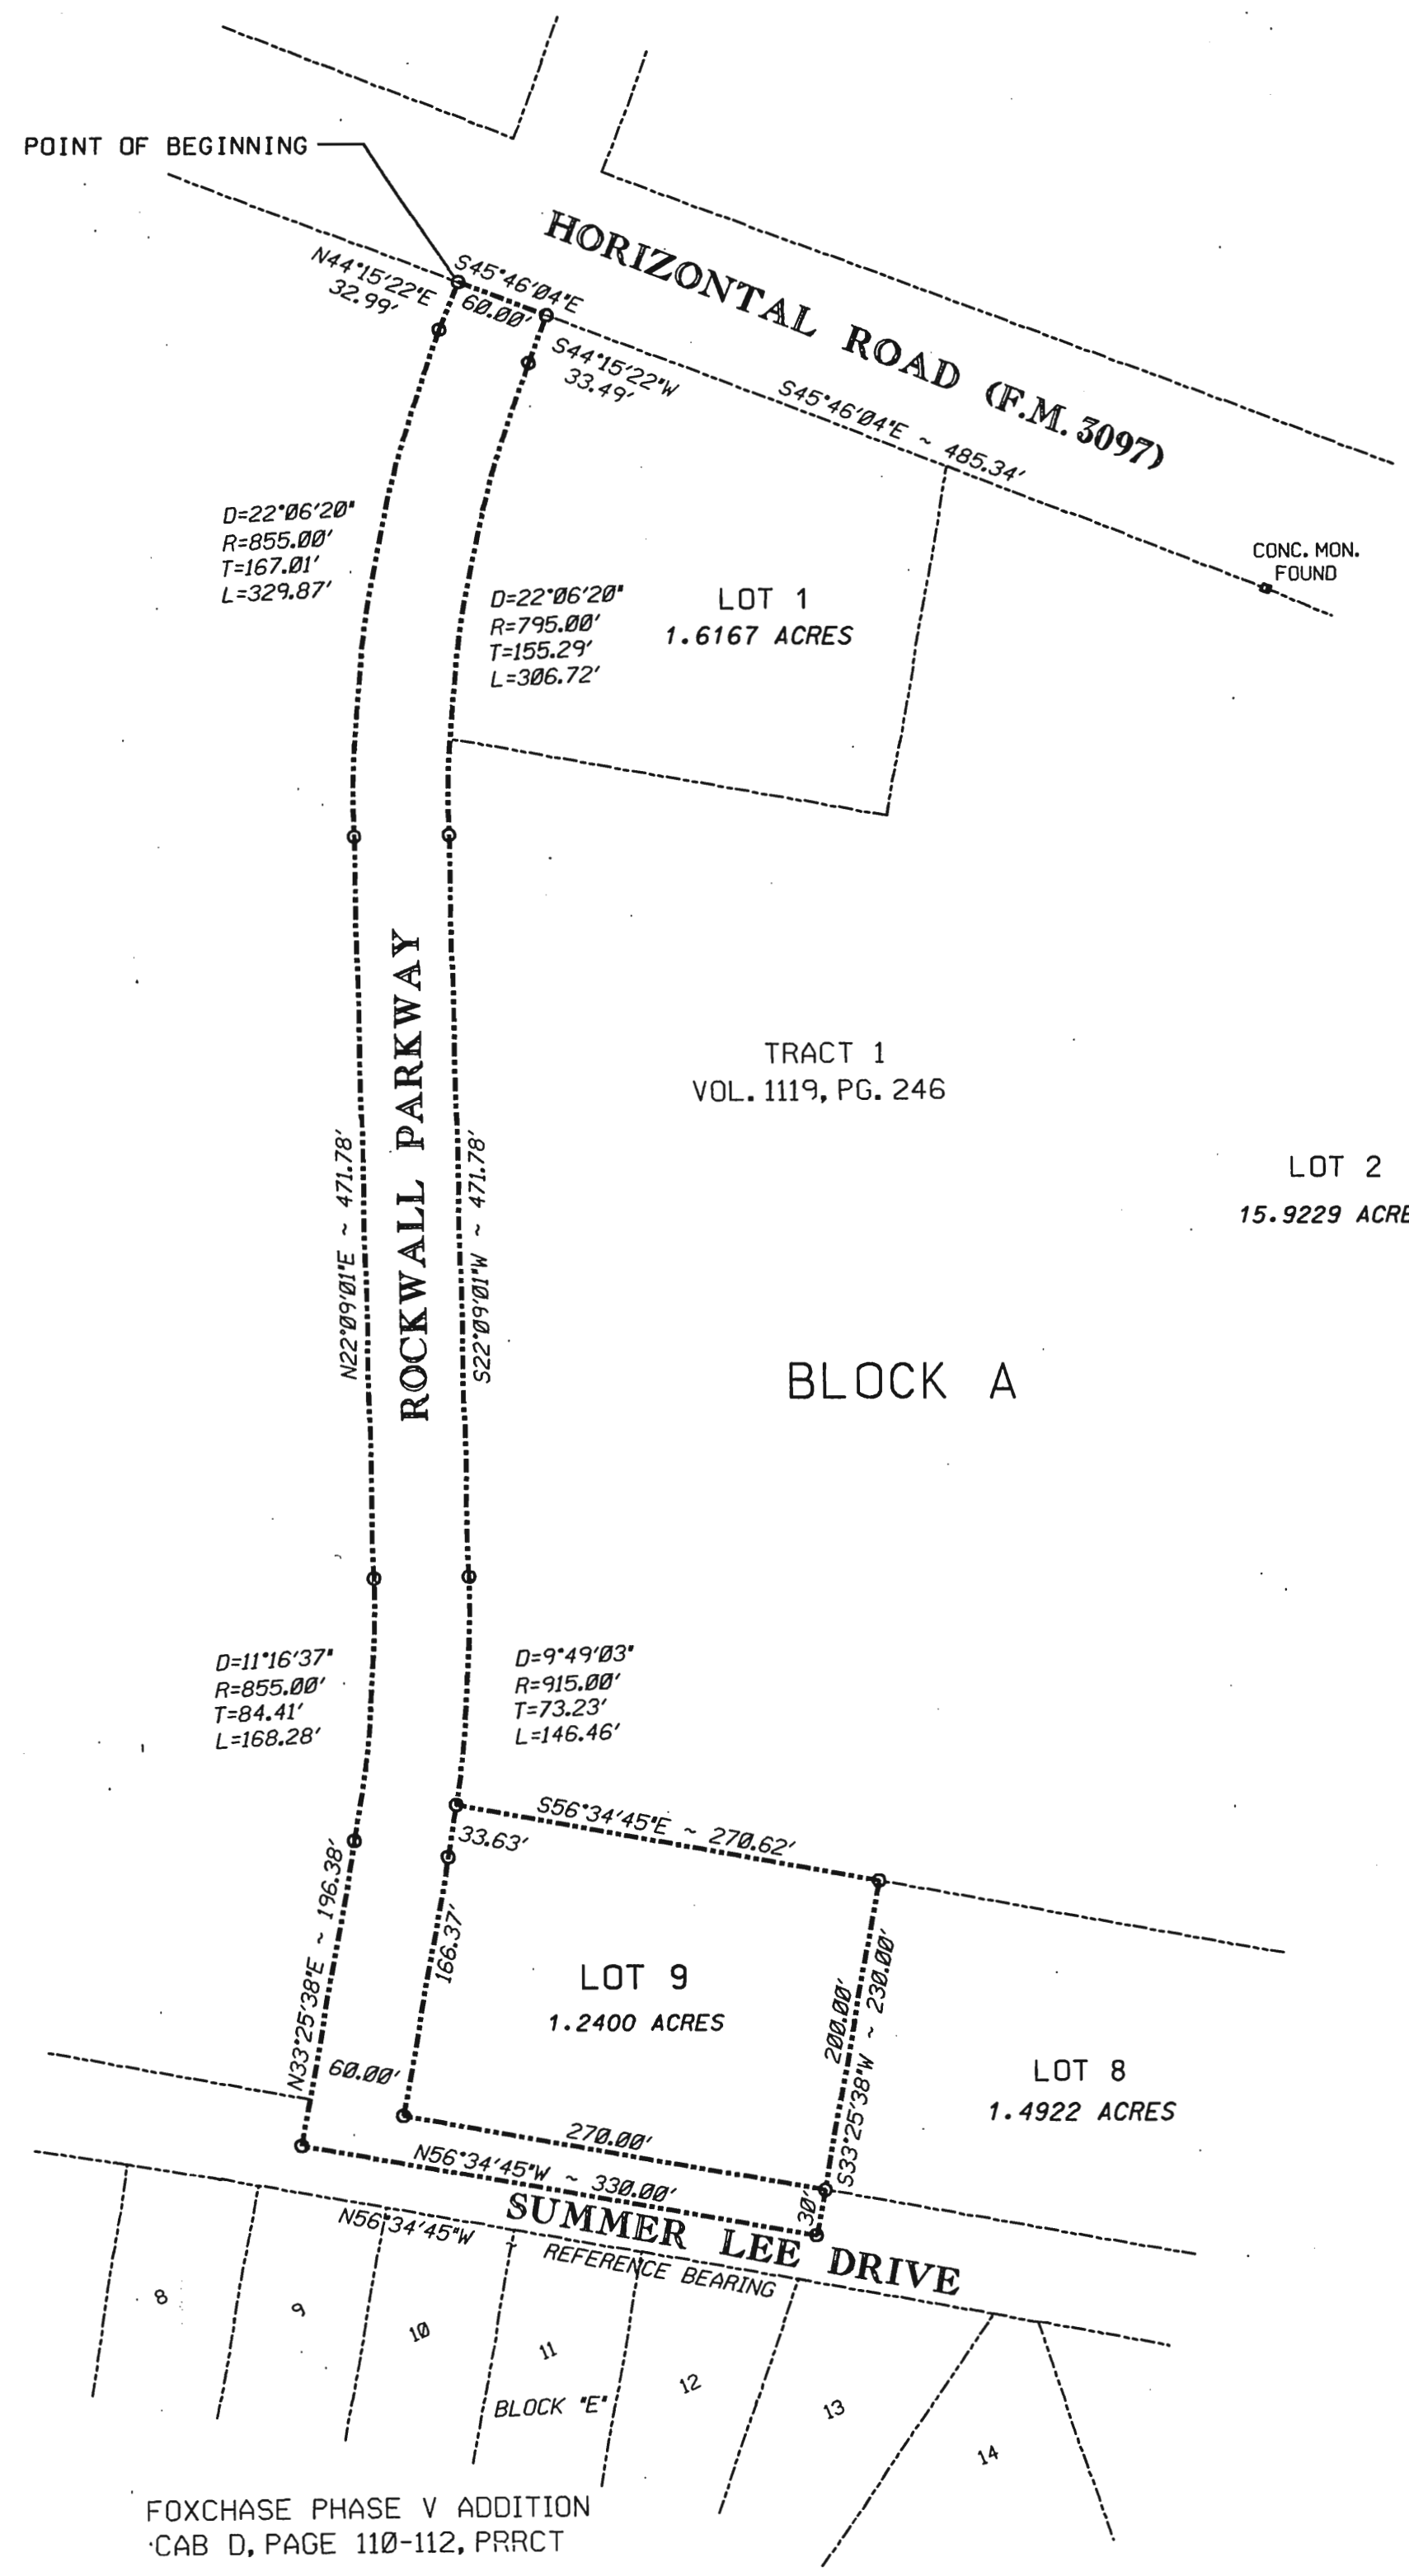 POINT OF BEGINNING
HORIZONTAL ROAD (F.M. 3097)
N44°15'22"E
32.99'
S45°46'04"E
60.00'
S44°15'22"W
33.49'
S45°46'04"E ~ 485.34'
CONC. MON.
FOUND
D=22°06'20"
R=855.00'
T=167.01'
L=329.87'
D=22°06'20"
R=795.00'
T=155.29'
L=306.72'
LOT 1
1.6167 ACRES
ROCKWALL PARKWAY
TRACT 1
VOL. 1119, PG. 246
LOT 2
15.9229 ACRE
N22°09'01"E ~ 471.78'
S22°09'01"W ~ 471.78'
BLOCK A
D=11°16'37"
R=855.00'
T=84.41'
L=168.28'
D=9°49'03"
R=915.00'
T=73.23'
L=146.46'
S56°34'45"E ~ 270.62'
33.63'
N33°25'38"E ~ 196.38'
166.37'
LOT 9
1.2400 ACRES
200.00'
S33°25'38"W ~ 230.00'
LOT 8
1.4922 ACRES
60.00'
270.00'
N56°34'45"W ~ 330.00'
30'
SUMMER LEE DRIVE
N56°34'45"W
REFERENCE BEARING
8
9
10
11
12
13
14
BLOCK "E"
FOXCHASE PHASE V ADDITION
CAB D, PAGE 110-112, PRRCT